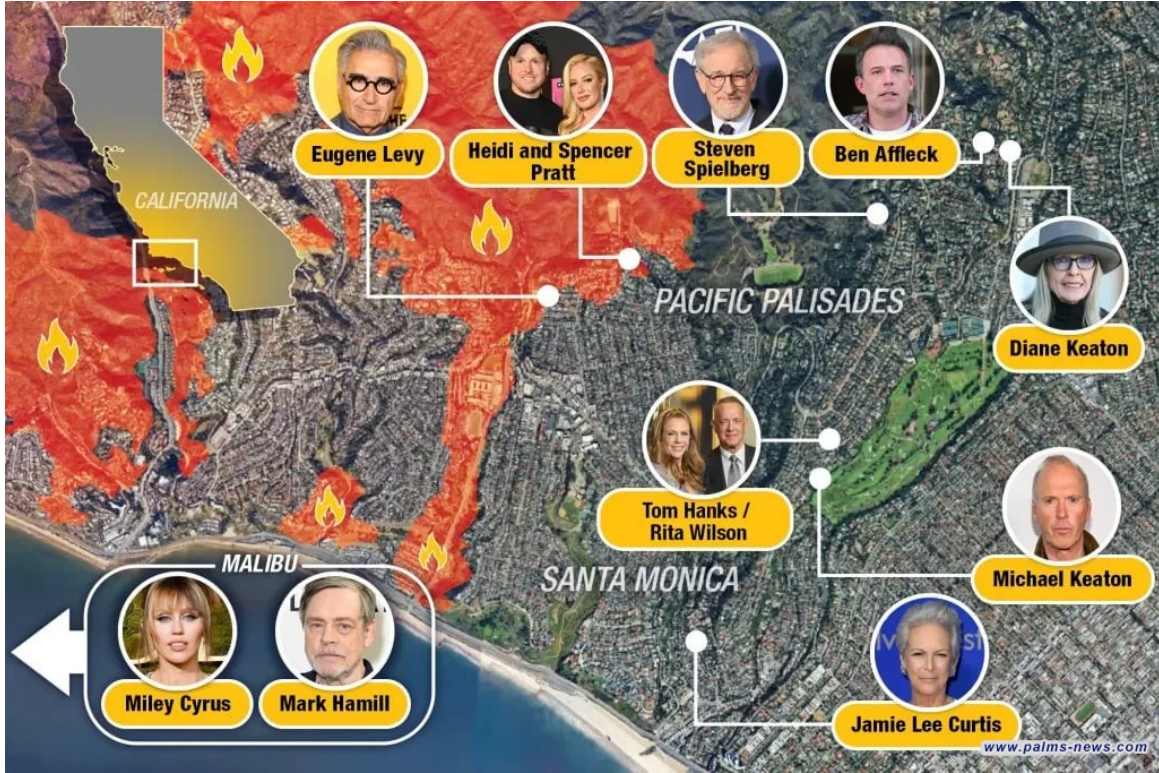 CALIFORNIA
Eugene Levy
Heidi and Spencer
Pratt
Steven
Spielberg
Ben Affleck
PACIFIC PALISADES
Diane Keaton
Tom Hanks /
Rita Wilson
Michael Keaton
SANTA MONICA
MALIBU
Miley Cyrus
Mark Hamill
Jamie Lee Curtis
www.palms-news.com